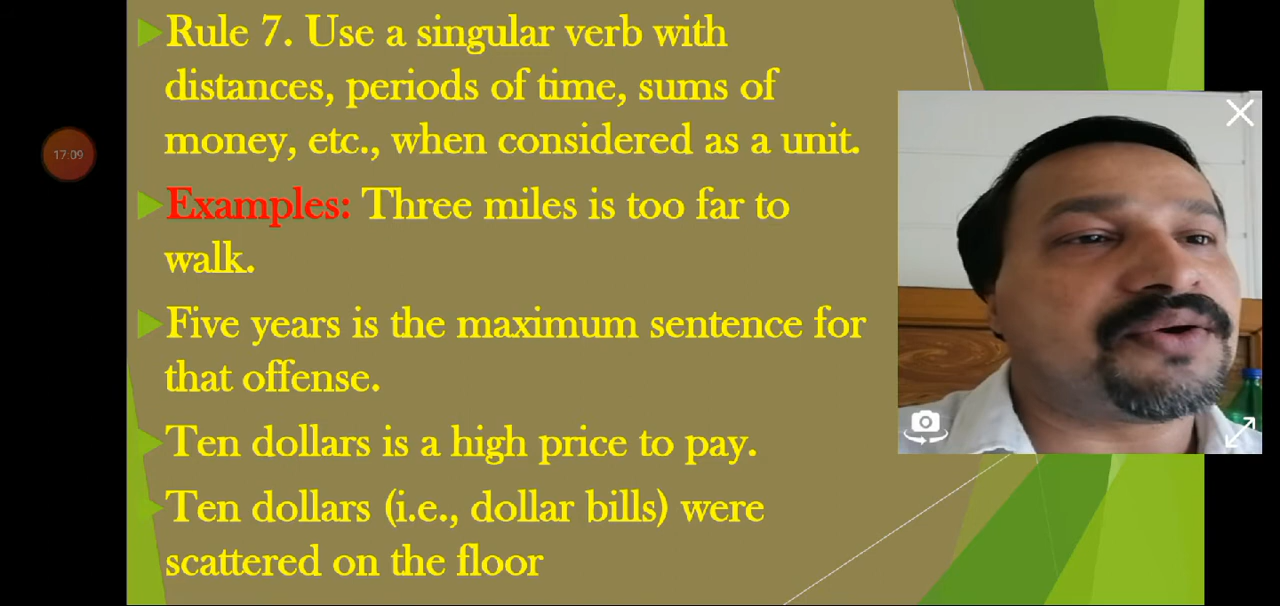 Rule 7. Use a singular verb with
distances, periods of time, sums of
money, etc., when considered as a unit.
17:09
Examples: Three miles is too far to
walk.
Five years is the maximum sentence for
that offense.
Ten dollars is a high price to pay.
Ten dollars (i.e., dollar bills) were
scattered on the floor